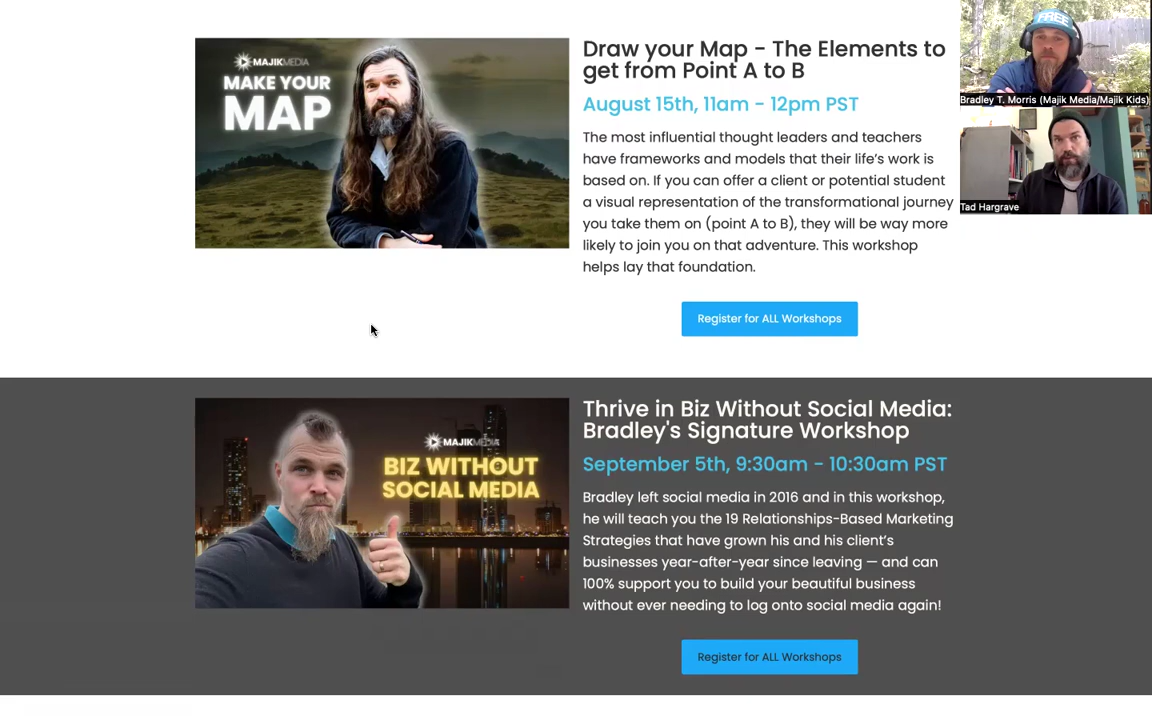 MAJIKMEDIA
MAKE YOUR
MAP
Draw your Map - The Elements to
get from Point A to B
August 15th, 11am - 12pm PST
The most influential thought leaders and teachers
have frameworks and models that their life's work is
based on. If you can offer a client or potential student
a visual representation of the transformational journey
you take them on (point A to B), they will be way more
likely to join you on that adventure. This workshop
helps lay that foundation.
Register for ALL Workshops
FREE
Bradley T. Morris (Majik Media/Majik Kids)
Tad Hargrave
MAJIKMEDIA
BIZ WITHOUT
SOCIAL MEDIA
Thrive in Biz Without Social Media:
Bradley's Signature Workshop
September 5th, 9:30am - 10:30am PST
Bradley left social media in 2016 and in this workshop,
he will teach you the 19 Relationships-Based Marketing
Strategies that have grown his and his client's
businesses year-after-year since leaving — and can
100% support you to build your beautiful business
without ever needing to log onto social media again!
Register for ALL Workshops